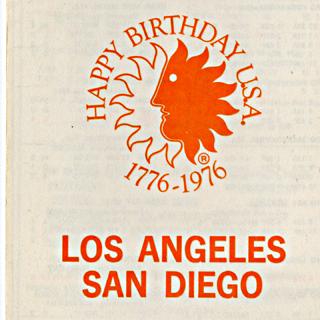 HAPPY BIRTHDAY U.S.A.
®
1776-1976
LOS ANGELES
SAN DIEGO